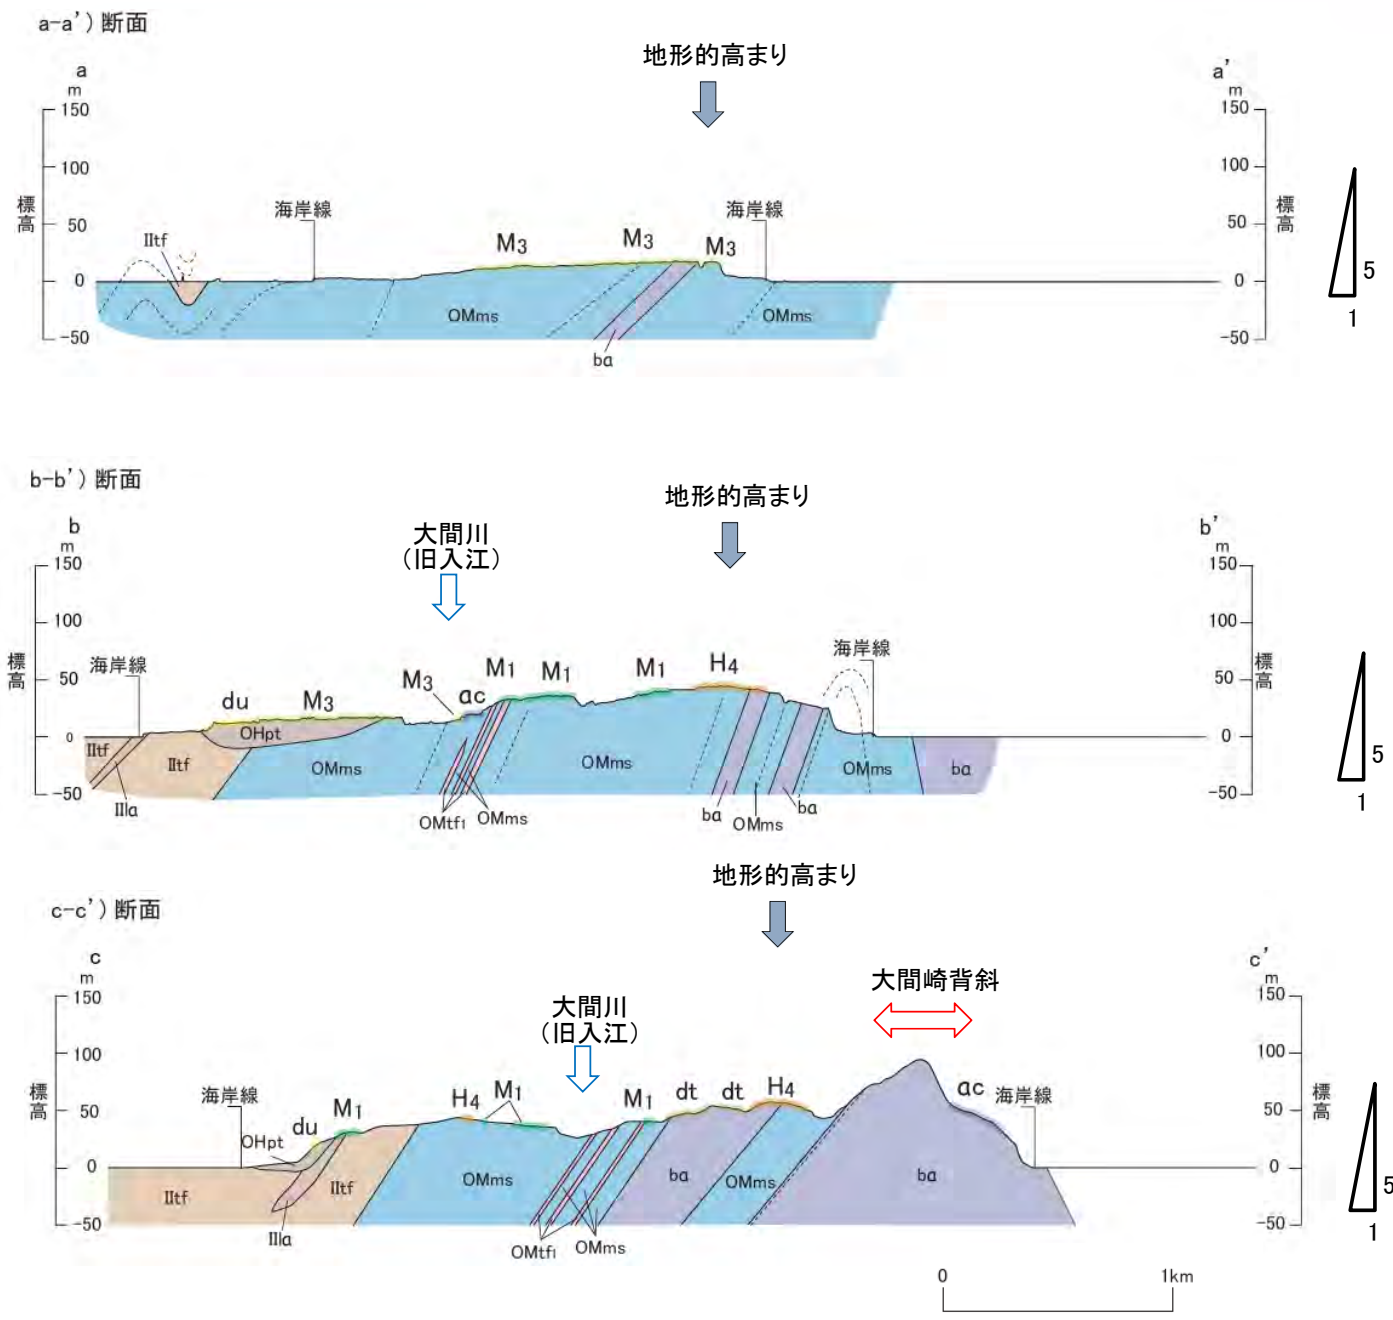 a-a') 断面
地形的高まり
a
m
a'
m
150
100
50
0
-50
標高
150
100
50
0
-50
標高
海岸線
海岸線
IItf
M3
M3
M3
OMms
OMms
ba
5
1
b-b') 断面
地形的高まり
大間川
(旧入江)
b
m
b'
m
150
100
50
0
-50
標高
150
100
50
0
-50
標高
海岸線
海岸線
du
M3
M3
ac
M1
M1
M1
H4
OHpt
IItf
IItf
IIIa
OMms
OMms
OMms
ba
OMtf1
OMms
ba
OMms
ba
5
1
地形的高まり
c-c') 断面
c
m
c'
m
大間崎背斜
大間川
(旧入江)
150
100
50
0
-50
標高
150
100
50
0
-50
標高
海岸線
海岸線
OHpt
du
M1
H4
M1
M1
dt
dt
H4
ac
IItf
IItf
IIIa
OMms
ba
OMms
ba
OMtf1
OMms
5
1
0
1km